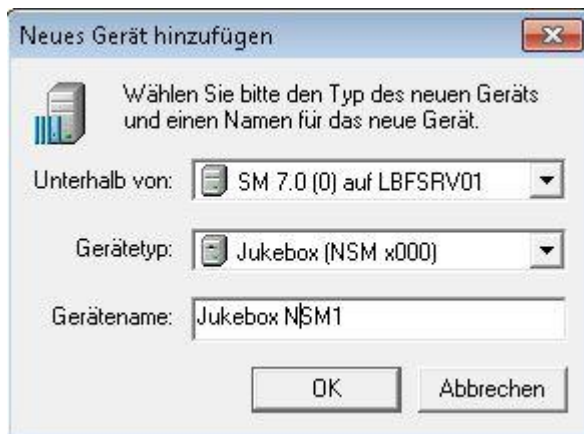 Neues Gerät hinzufügen
Wählen Sie bitte den Typ des neuen Geräts
und einen Namen für das neue Gerät.
Unterhalb von: SM 7.0 (0) auf LBFSRV01
Gerätetyp: Jukebox (NSM x000)
Gerätename: Jukebox NSM1
OK Abbrechen